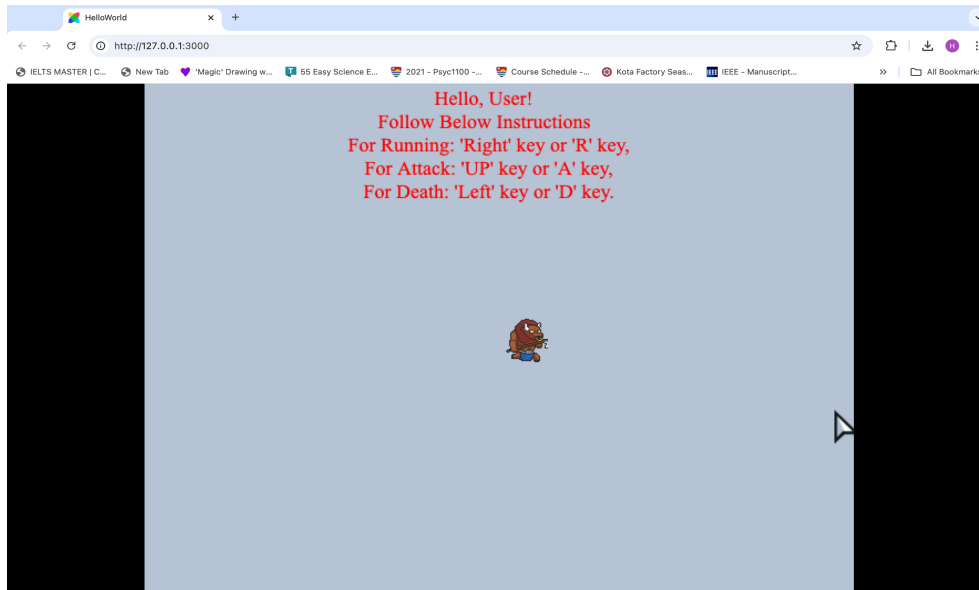 HelloWorld
http://127.0.0.1:3000
IELTS MASTER | C... New Tab 'Magic' Drawing w... 55 Easy Science E... 2021 - Psyc1100 -... Course Schedule -... Kota Factory Seas... IEEE - Manuscript... » All Bookmarks
Hello, User!
Follow Below Instructions
For Running: 'Right' key or 'R' key,
For Attack: 'UP' key or 'A' key,
For Death: 'Left' key or 'D' key.